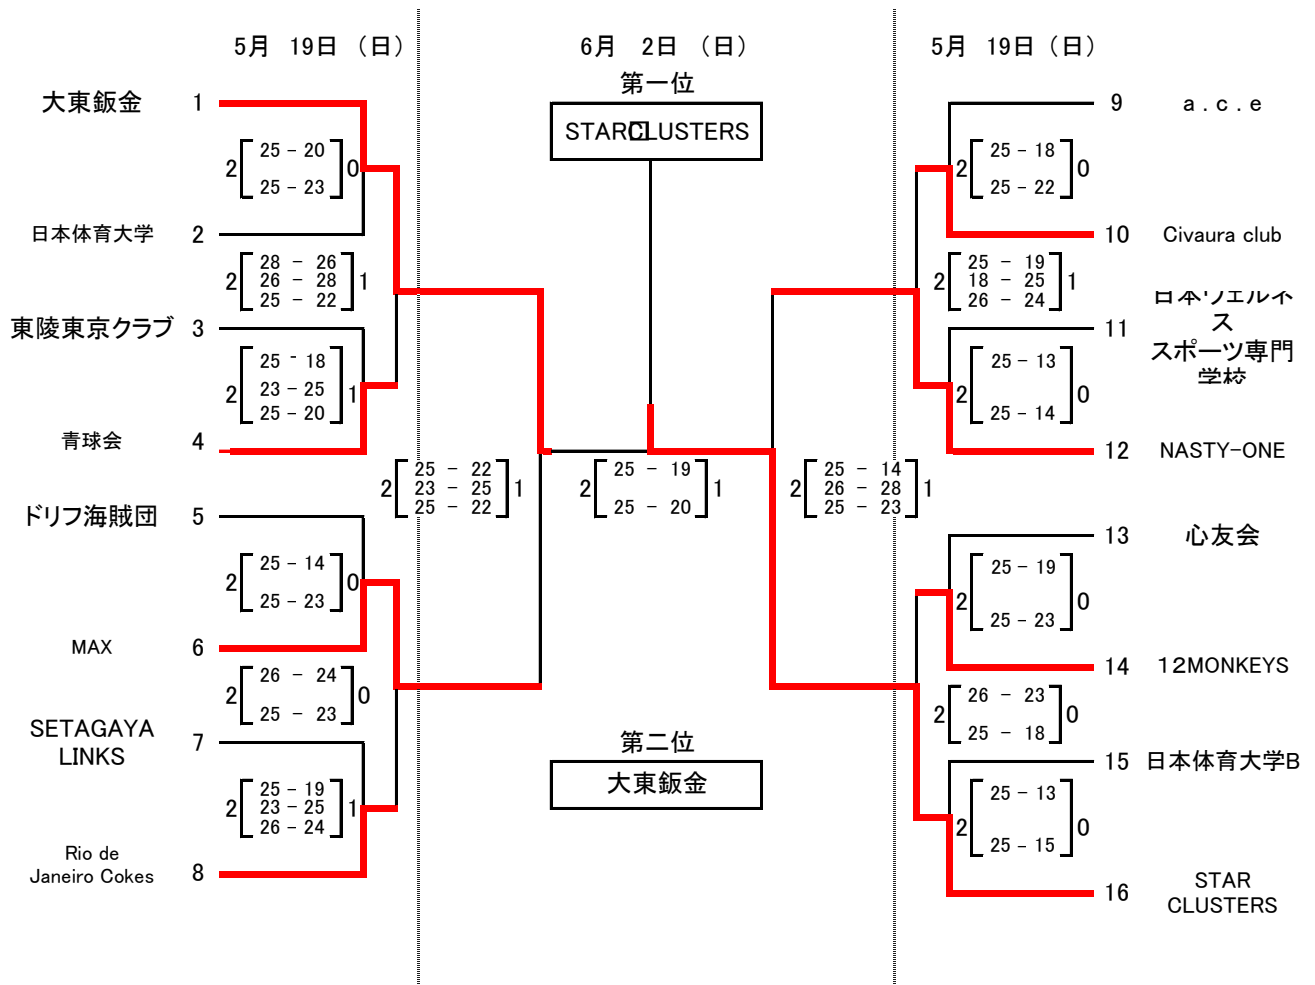 5月 19日 （日）
6月 2日 （日）
5月 19日 （日）
第一位
STAR□CLUSTERS
大東鈑金 1
2 25 - 20 0
25 - 23
日本体育大学 2
2 28 - 26 1
26 - 28
25 - 22
東陵東京クラブ 3
2 25 - 18 1
23 - 25
25 - 20
青球会 4
2 25 - 22 1
23 - 25
25 - 22
ドリフ海賊団 5
2 25 - 14 0
25 - 23
MAX 6
2 26 - 24 0
25 - 23
SETAGAYA
LINKS 7
2 25 - 19 1
23 - 25
26 - 24
Rio de
Janeiro Cokes 8
2 25 - 19 1
25 - 20
第二位
大東鈑金
9 a.c.e
2 25 - 18 0
25 - 22
10 Civaura club
2 25 - 19 1
18 - 25
26 - 24
11 日本ウエルネ
ス
スポーツ専門
学校
2 25 - 13 0
25 - 14
12 NASTY-ONE
2 25 - 14 1
26 - 28
25 - 23
13 心友会
2 25 - 19 0
25 - 23
14 12MONKEYS
2 26 - 23 0
25 - 18
15 日本体育大学B
2 25 - 13 0
25 - 15
16 STAR
CLUSTERS